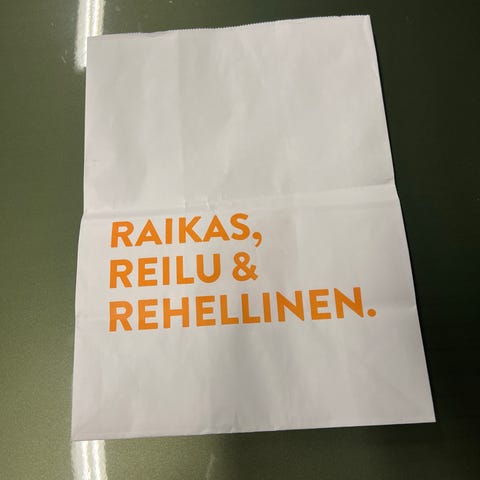 RAIKAS,
REILU &
REHELLINEN.